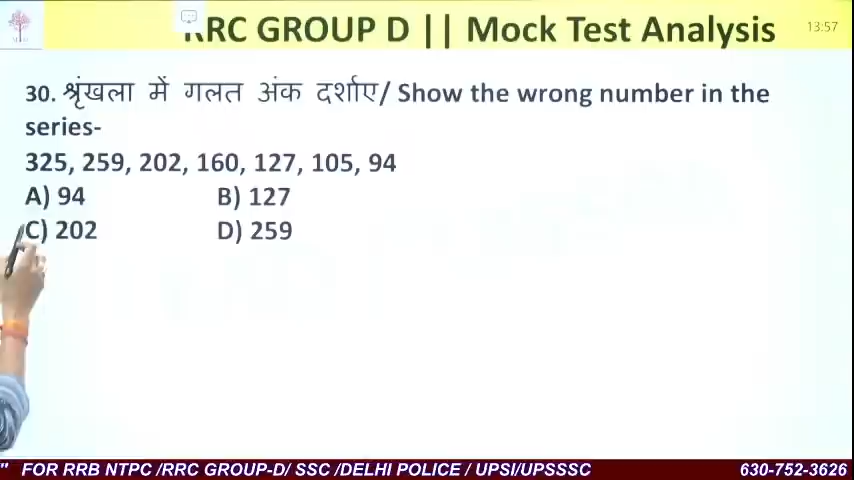 RRC GROUP D || Mock Test Analysis
13:57
30. श्रृंखला में गलत अंक दर्शाए/ Show the wrong number in the
series-
325, 259, 202, 160, 127, 105, 94
A) 94 B) 127
C) 202 D) 259
" FOR RRB NTPC /RRC GROUP-D/ SSC /DELHI POLICE / UPSI/UPSSSC 630-752-3626